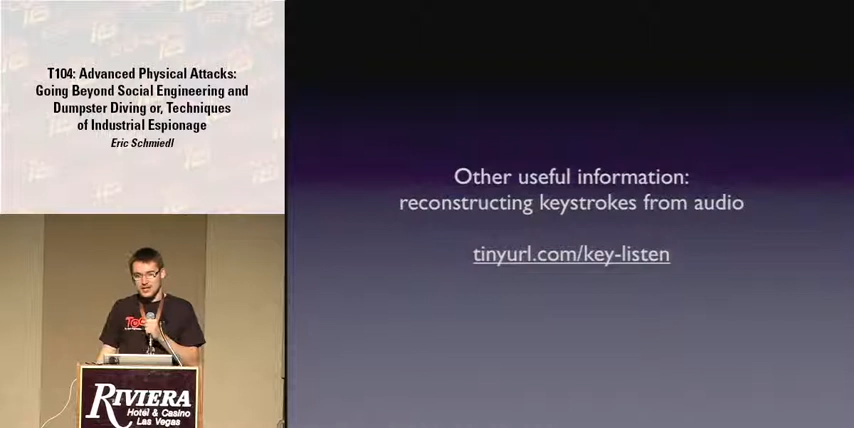 T104: Advanced Physical Attacks:
Going Beyond Social Engineering and
Dumpster Diving or, Techniques
of Industrial Espionage
Eric Schmiedl
Other useful information:
reconstructing keystrokes from audio
tinyurl.com/key-listen
RIVIERA
Hotel & Casino
Las Vegas